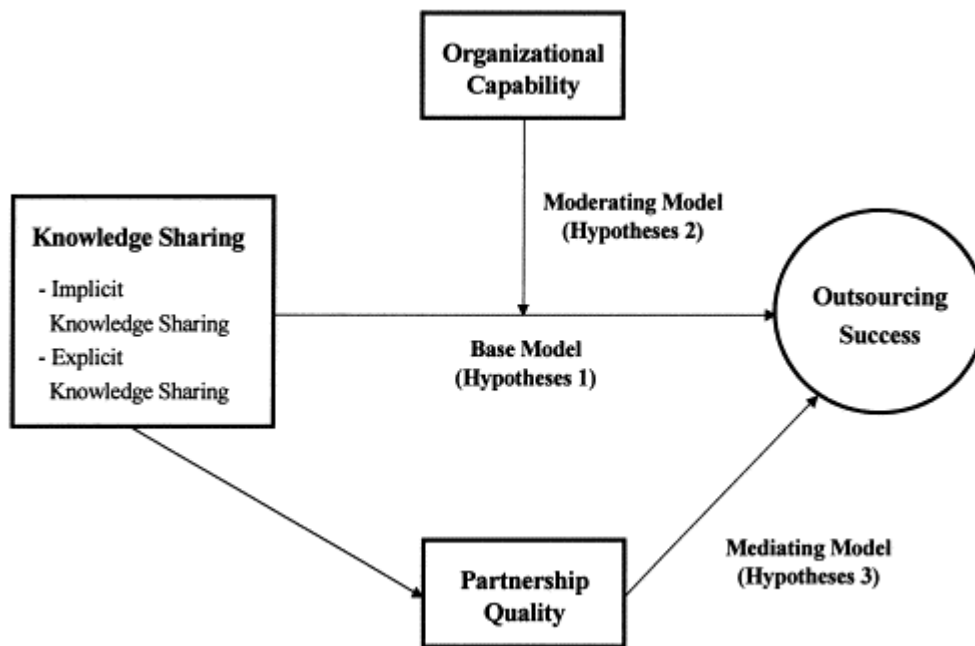 Organizational
Capability
Moderating Model
(Hypotheses 2)
Knowledge Sharing
- Implicit
Knowledge Sharing
- Explicit
Knowledge Sharing
Base Model
(Hypotheses 1)
Outsourcing
Success
Partnership
Quality
Mediating Model
(Hypotheses 3)